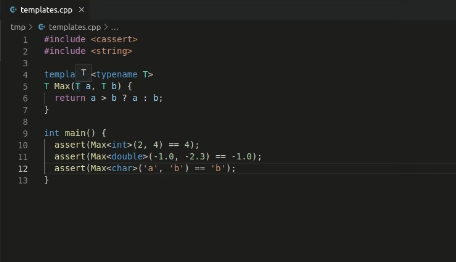 templates.cpp ×
tmp > templates.cpp > ...
1 #include <cassert>
2 #include <string>
3
4 templa T <typename T>
5 T Max(T a, T b) {
6 return a > b ? a : b;
7 }
8
9 int main() {
10 assert(Max<int>(2, 4) == 4);
11 assert(Max<double>(-1.0, -2.3) == -1.0);
12 assert(Max<char>('a', 'b') == 'b');
13 }